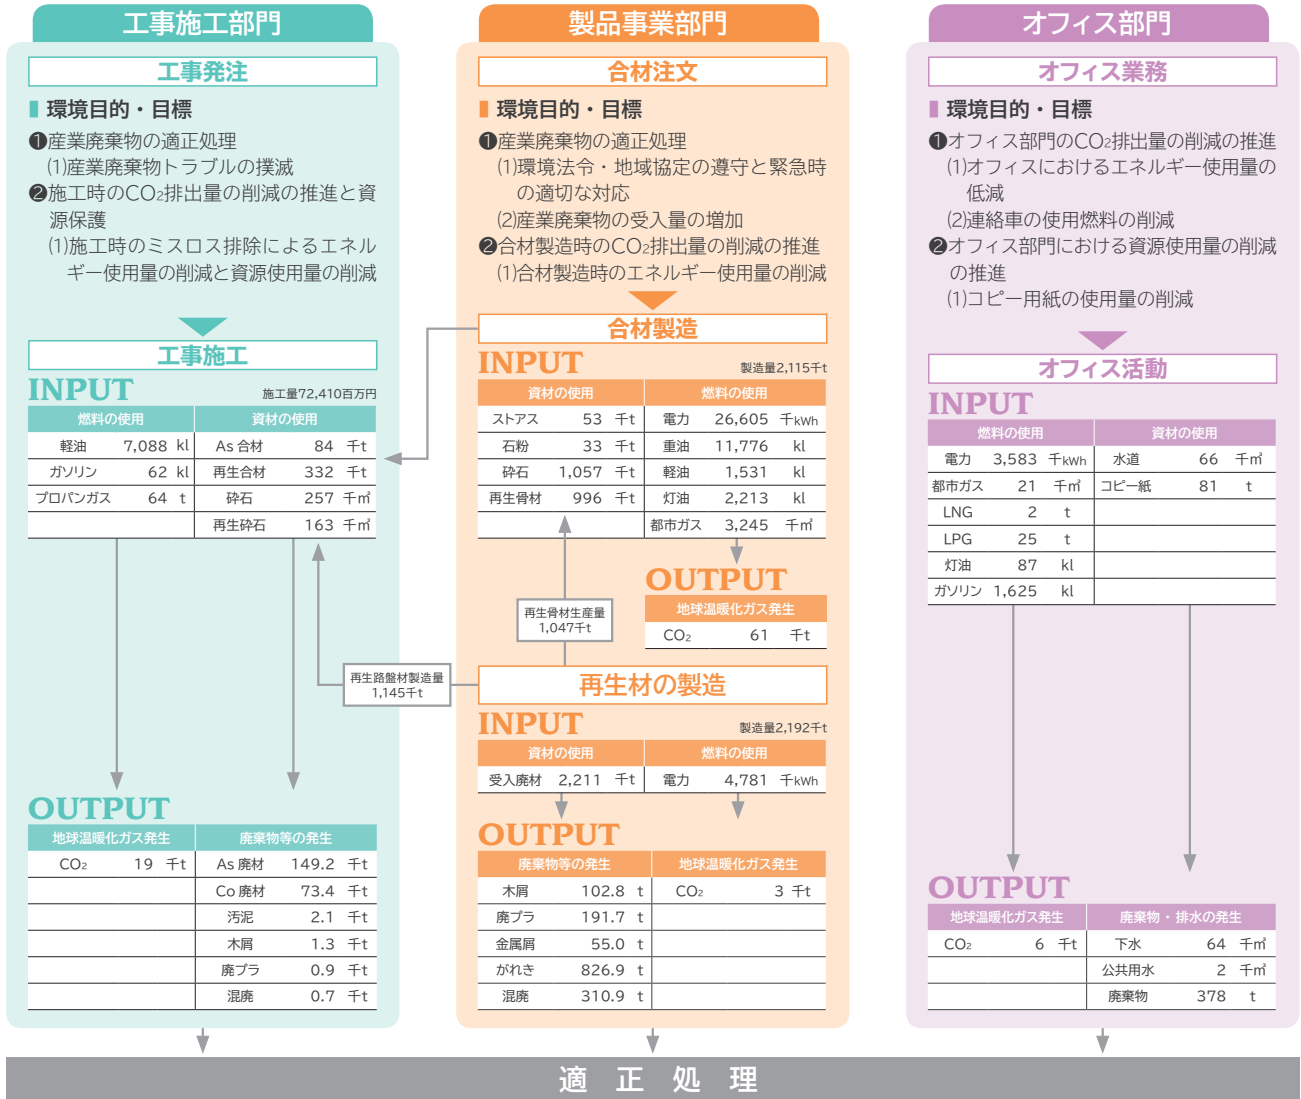 工事施工部門
工事発注
環境目的・目標
❶産業廃棄物の適正処理
⑴産業廃棄物トラブルの撲滅
❷施工時のCO₂排出量の削減の推進と資
源保護
⑴施工時のミスロス排除によるエネル
ギー使用量の削減と資源使用量の削減
工事施工
INPUT
施工量72,410百万円
燃料の使用 資材の使用
軽油 7,088 kl As 合材 84 千t
ガソリン 62 kl 再生合材 332 千t
プロパンガス 64 t 砕石 257 千㎥
再生砕石 163 千㎥
OUTPUT
地球温暖化ガス発生 廃棄物等の発生
CO₂ 19 千t As 廃材 149.2 千t
Co 廃材 73.4 千t
汚泥 2.1 千t
木屑 1.3 千t
廃プラ 0.9 千t
混廃 0.7 千t
製品事業部門
合材注文
環境目的・目標
❶産業廃棄物の適正処理
⑴環境法令・地域協定の遵守と緊急時
の適切な対応
⑵産業廃棄物の受入量の増加
❷合材製造時のCO₂排出量の削減の推進
⑴合材製造時のエネルギー使用量の削減
合材製造
INPUT
製造量2,115千t
資材の使用 燃料の使用
ストアス 53 千t 電力 26,605 千kWh
石粉 33 千t 重油 11,776 kl
砕石 1,057 千t 軽油 1,531 kl
再生骨材 996 千t 灯油 2,213 kl
都市ガス 3,245 千㎥
OUTPUT
地球温暖化ガス発生
CO₂ 61 千t
再生骨材生産量
1,047千t
再生路盤材製造量
1,145千t
再生材の製造
INPUT
製造量2,192千t
資材の使用 燃料の使用
受入廃材 2,211 千t 電力 4,781 千kWh
OUTPUT
廃棄物等の発生 地球温暖化ガス発生
木屑 102.8 t CO₂ 3 千t
廃プラ 191.7 t
金属屑 55.0 t
がれき 826.9 t
混廃 310.9 t
オフィス部門
オフィス業務
環境目的・目標
❶オフィス部門のCO₂排出量の削減の推進
⑴オフィスにおけるエネルギー使用量の
低減
⑵連絡車の使用燃料の削減
❷オフィス部門における資源使用量の削減
の推進
⑴コピー用紙の使用量の削減
オフィス活動
INPUT
燃料の使用 資材の使用
電力 3,583 千kWh 水道 66 千㎥
都市ガス 21 千㎥ コピー紙 81 t
LNG 2 t
LPG 25 t
灯油 87 kl
ガソリン 1,625 kl
OUTPUT
地球温暖化ガス発生 廃棄物・排水の発生
CO₂ 6 千t 下水 64 千㎥
公共用水 2 千㎥
廃棄物 378 t
適正処理